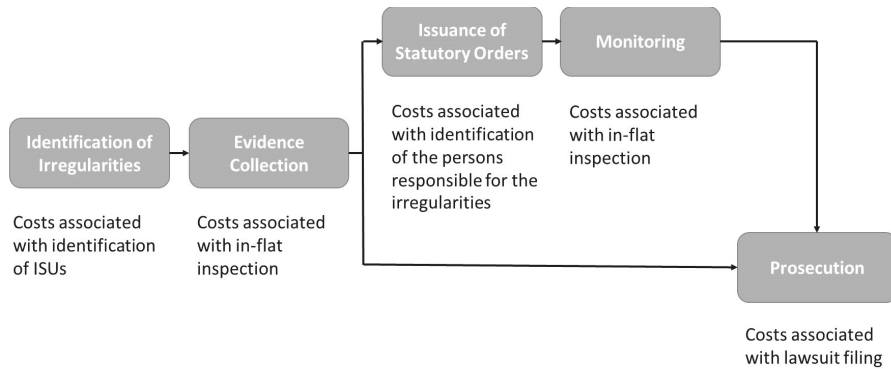 Identification of
Irregularities
Costs associated
with identification
of ISUs
Evidence
Collection
Costs associated
with in-flat
inspection
Issuance of
Statutory Orders
Costs associated
with identification
of the persons
responsible for the
irregularities
Monitoring
Costs associated
with in-flat
inspection
Prosecution
Costs associated
with lawsuit filing